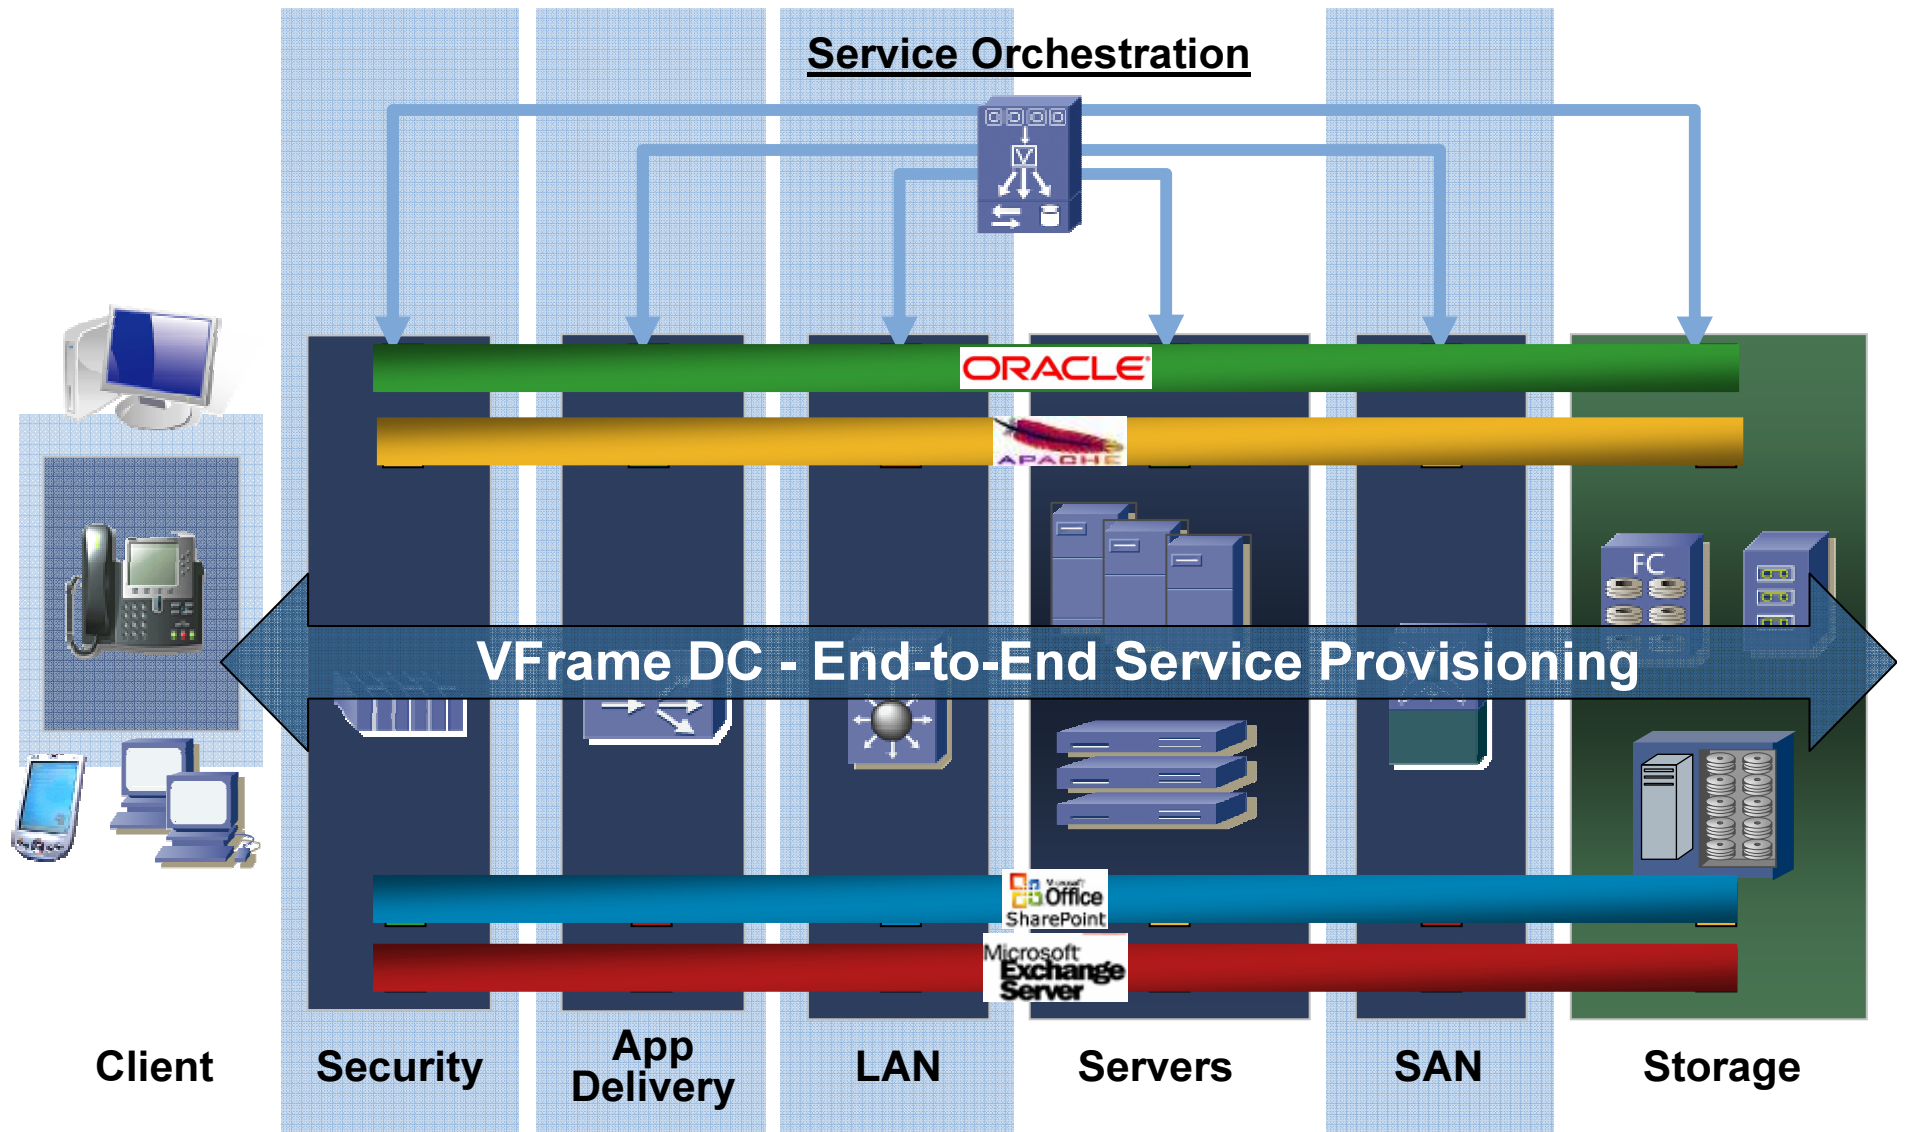 Service Orchestration
V
ORACLE
APACHE
FC
VFrame DC - End-to-End Service Provisioning
Microsoft
Office
SharePoint
Microsoft
Exchange
Server
Client
Security
App
Delivery
LAN
Servers
SAN
Storage